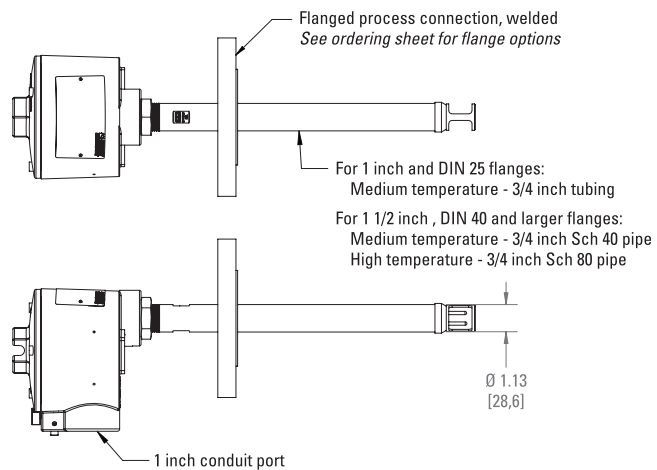 Flanged process connection, welded
See ordering sheet for flange options
For 1 inch and DIN 25 flanges:
Medium temperature - 3/4 inch tubing
For 1 1/2 inch , DIN 40 and larger flanges:
Medium temperature - 3/4 inch Sch 40 pipe
High temperature - 3/4 inch Sch 80 pipe
Ø 1.13
[28,6]
1 inch conduit port